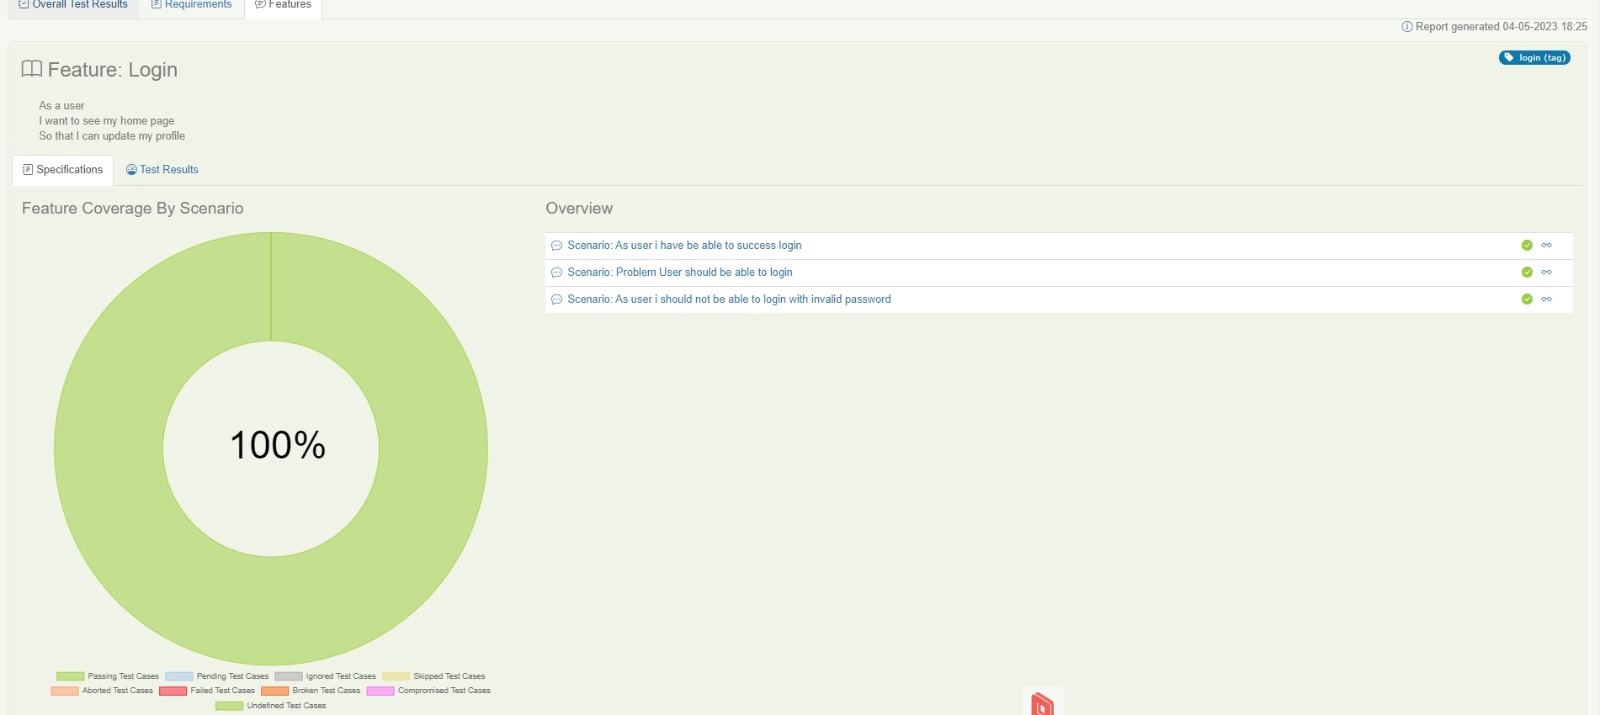 Overall Test Results Requirements Features
Report generated 04-05-2023 18:25
Feature: Login
login (tag)
As a user
I want to see my home page
So that I can update my profile
Specifications Test Results
Feature Coverage By Scenario
Overview
Scenario: As user i have be able to success login
Scenario: Problem User should be able to login
Scenario: As user i should not be able to login with invalid password
100%
Passing Test Cases Pending Test Cases Ignored Test Cases Skipped Test Cases
Aborted Test Cases Failed Test Cases Broken Test Cases Compromised Test Cases
Undefined Test Cases